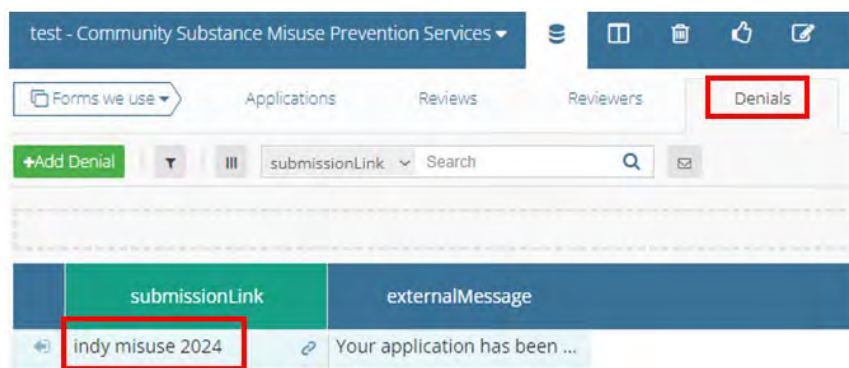 test - Community Substance Misuse Prevention Services
Forms we use Applications Reviews Reviewers Denials
+Add Denial submissionLink Search
submissionLink externalMessage
indy misuse 2024 Your application has been ...